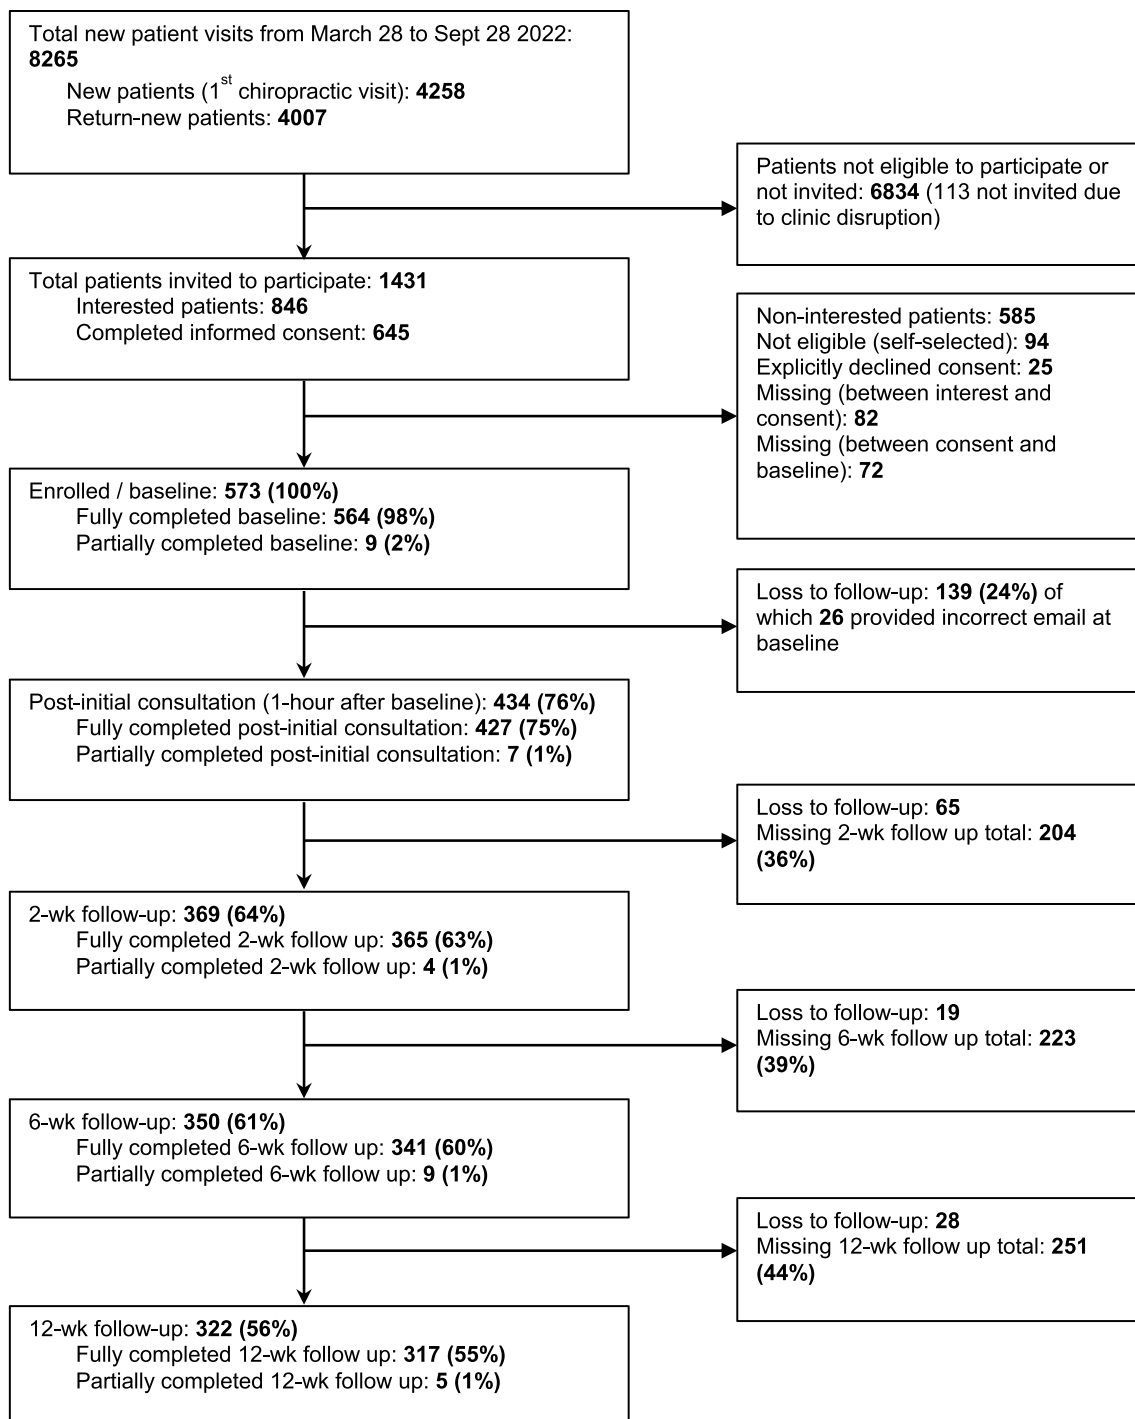 Total new patient visits from March 28 to Sept 28 2022:
8265
New patients (1st chiropractic visit): 4258
Return-new patients: 4007
Patients not eligible to participate or
not invited: 6834 (113 not invited due
to clinic disruption)
Total patients invited to participate: 1431
Interested patients: 846
Completed informed consent: 645
Non-interested patients: 585
Not eligible (self-selected): 94
Explicitly declined consent: 25
Missing (between interest and
consent): 82
Missing (between consent and
baseline): 72
Enrolled / baseline: 573 (100%)
Fully completed baseline: 564 (98%)
Partially completed baseline: 9 (2%)
Loss to follow-up: 139 (24%) of
which 26 provided incorrect email at
baseline
Post-initial consultation (1-hour after baseline): 434 (76%)
Fully completed post-initial consultation: 427 (75%)
Partially completed post-initial consultation: 7 (1%)
Loss to follow-up: 65
Missing 2-wk follow up total: 204
(36%)
2-wk follow-up: 369 (64%)
Fully completed 2-wk follow up: 365 (63%)
Partially completed 2-wk follow up: 4 (1%)
Loss to follow-up: 19
Missing 6-wk follow up total: 223
(39%)
6-wk follow-up: 350 (61%)
Fully completed 6-wk follow up: 341 (60%)
Partially completed 6-wk follow up: 9 (1%)
Loss to follow-up: 28
Missing 12-wk follow up total: 251
(44%)
12-wk follow-up: 322 (56%)
Fully completed 12-wk follow up: 317 (55%)
Partially completed 12-wk follow up: 5 (1%)